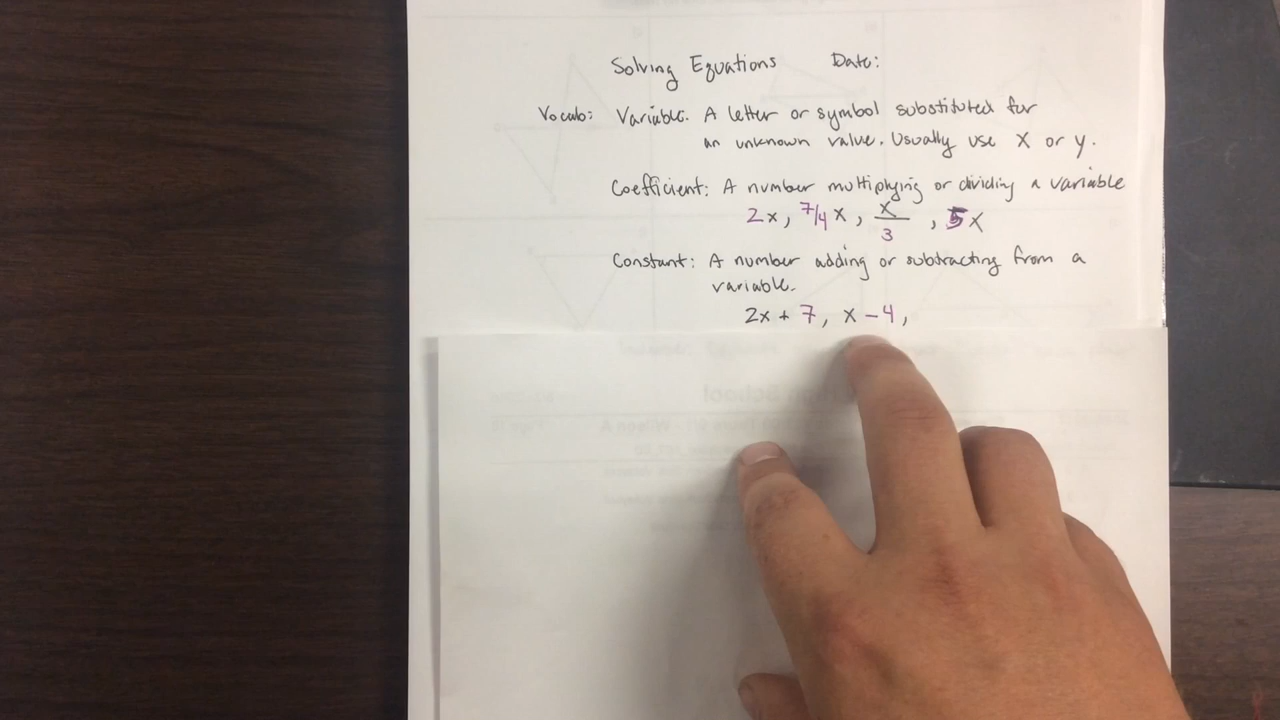 Solving Equations Date:
Vocab: Variable. A letter or symbol substituted for
an unknown value. Usually use X or y.
Coefficient: A number multiplying or dividing a variable
2x, 7/4 x, x/3, 5x
Constant: A number adding or subtracting from a
variable.
2x + 7, x - 4,